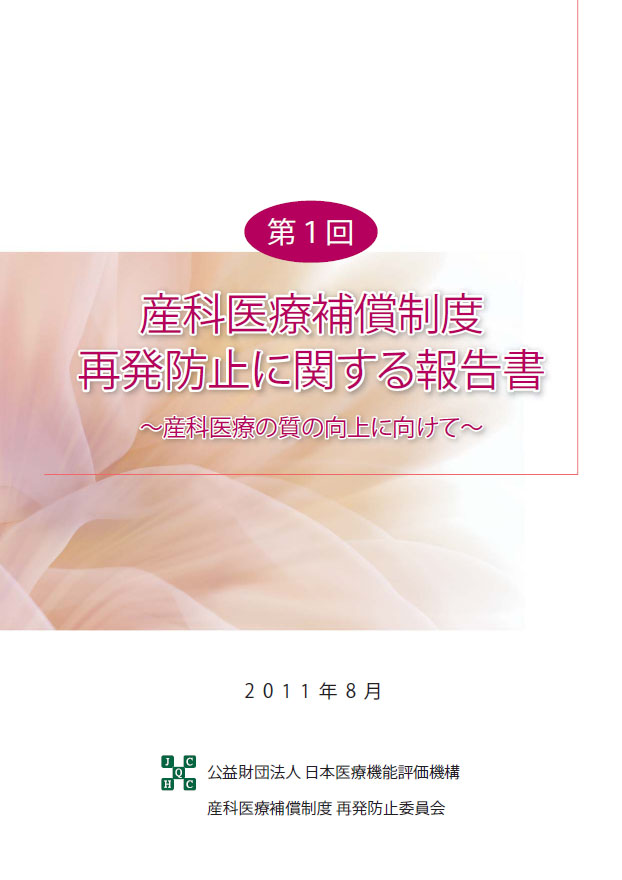 第1回
産科医療補償制度
再発防止に関する報告書
～産科医療の質の向上に向けて～
2011年8月
J C
Q
H C
公益財団法人 日本医療機能評価機構
産科医療補償制度 再発防止委員会